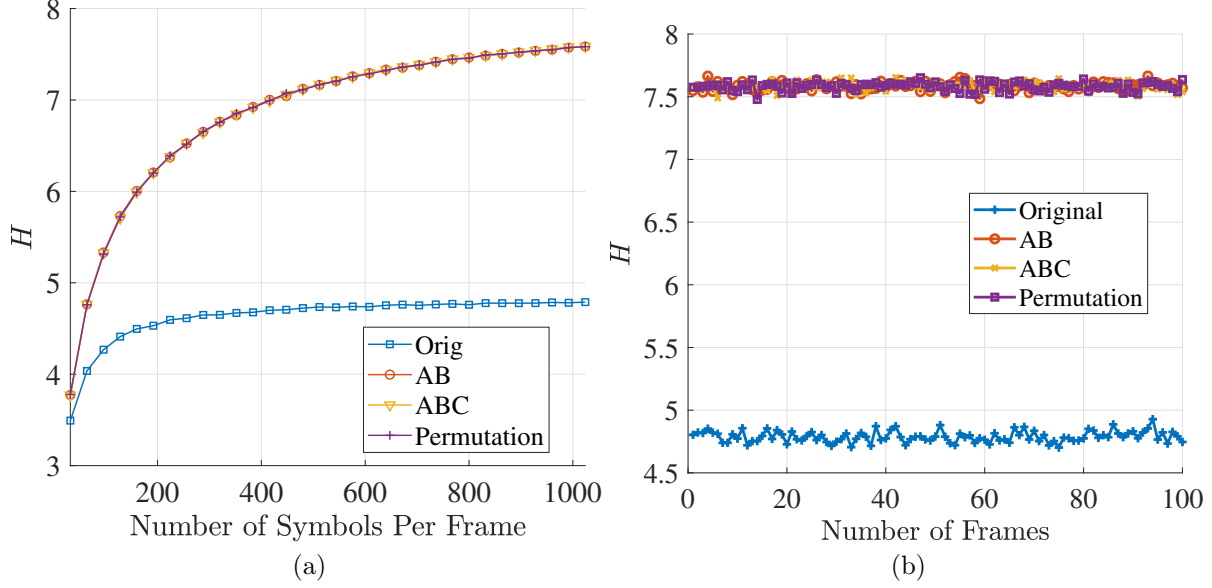 8
7
6
5
4
3
H
200
400
600
800
1000
Number of Symbols Per Frame
Orig
AB
ABC
Permutation
(a)
8
7.5
7
6.5
6
5.5
5
4.5
H
0
20
40
60
80
100
Number of Frames
Original
AB
ABC
Permutation
(b)